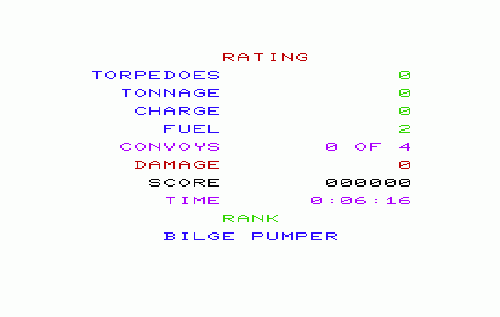 RATING
TORPEDOES 0
TONNAGE 0
CHARGE 0
FUEL 2
CONVOYS 0 OF 4
DAMAGE 0
SCORE 000000
TIME 0:06:16
RANK
BILGE PUMPER